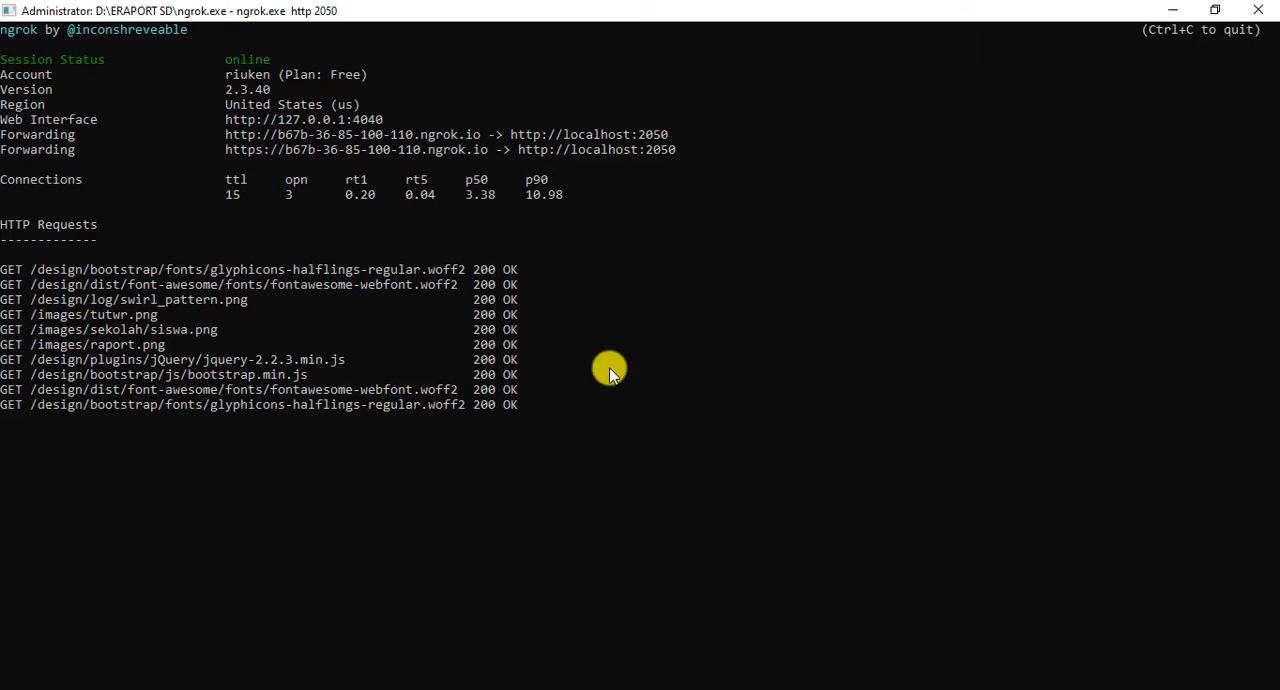 Administrator: D:\ERAPORT SD\ngrok.exe - ngrok.exe  http 2050
ngrok by @inconshreveable (Ctrl+C to quit)
Session Status online
Account riuken (Plan: Free)
Version 2.3.40
Region United States (us)
Web Interface http://127.0.0.1:4040
Forwarding http://b67b-36-85-100-110.ngrok.io -> http://localhost:2050
Forwarding https://b67b-36-85-100-110.ngrok.io -> http://localhost:2050
Connections ttl opn rt1 rt5 p50 p90
15 3 0.20 0.04 3.38 10.98
HTTP Requests
-------------
GET /design/bootstrap/fonts/glyphicons-halflings-regular.woff2 200 OK
GET /design/dist/font-awesome/fonts/fontawesome-webfont.woff2 200 OK
GET /design/log/swirl_pattern.png 200 OK
GET /images/tutwr.png 200 OK
GET /images/sekolah/siswa.png 200 OK
GET /images/raport.png 200 OK
GET /design/plugins/jQuery/jquery-2.2.3.min.js 200 OK
GET /design/bootstrap/js/bootstrap.min.js 200 OK
GET /design/dist/font-awesome/fonts/fontawesome-webfont.woff2 200 OK
GET /design/bootstrap/fonts/glyphicons-halflings-regular.woff2 200 OK